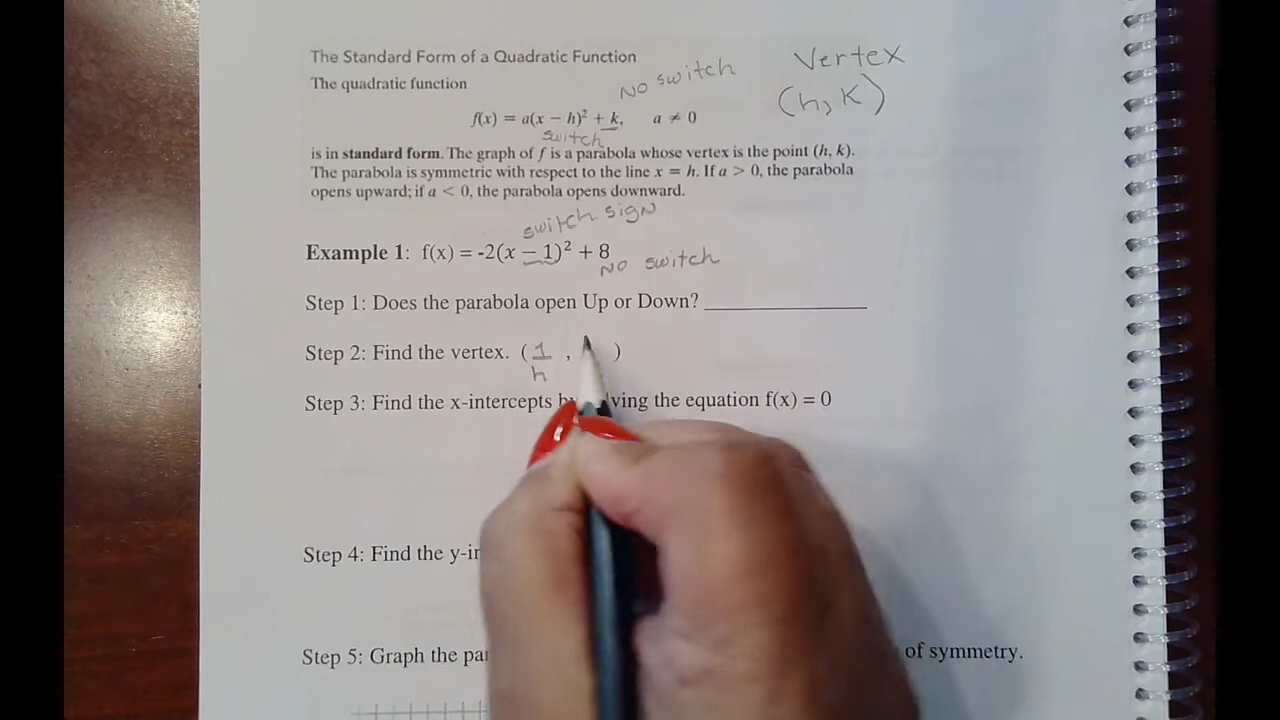 The Standard Form of a Quadratic Function
Vertex
The quadratic function
NO switch
(h, k)
f(x) = a(x − h)² + k, a ≠ 0
switch
is in standard form. The graph of f is a parabola whose vertex is the point (h, k).
The parabola is symmetric with respect to the line x = h. If a > 0, the parabola
opens upward; if a < 0, the parabola opens downward.
switch sign
Example 1: f(x) = -2(x − 1)² + 8
NO switch
Step 1: Does the parabola open Up or Down? ____________
Step 2: Find the vertex. (1 , )
h
Step 3: Find the x-intercepts the equation f(x) = 0
Step 4: Find the
Step 5: Graph the of symmetry.